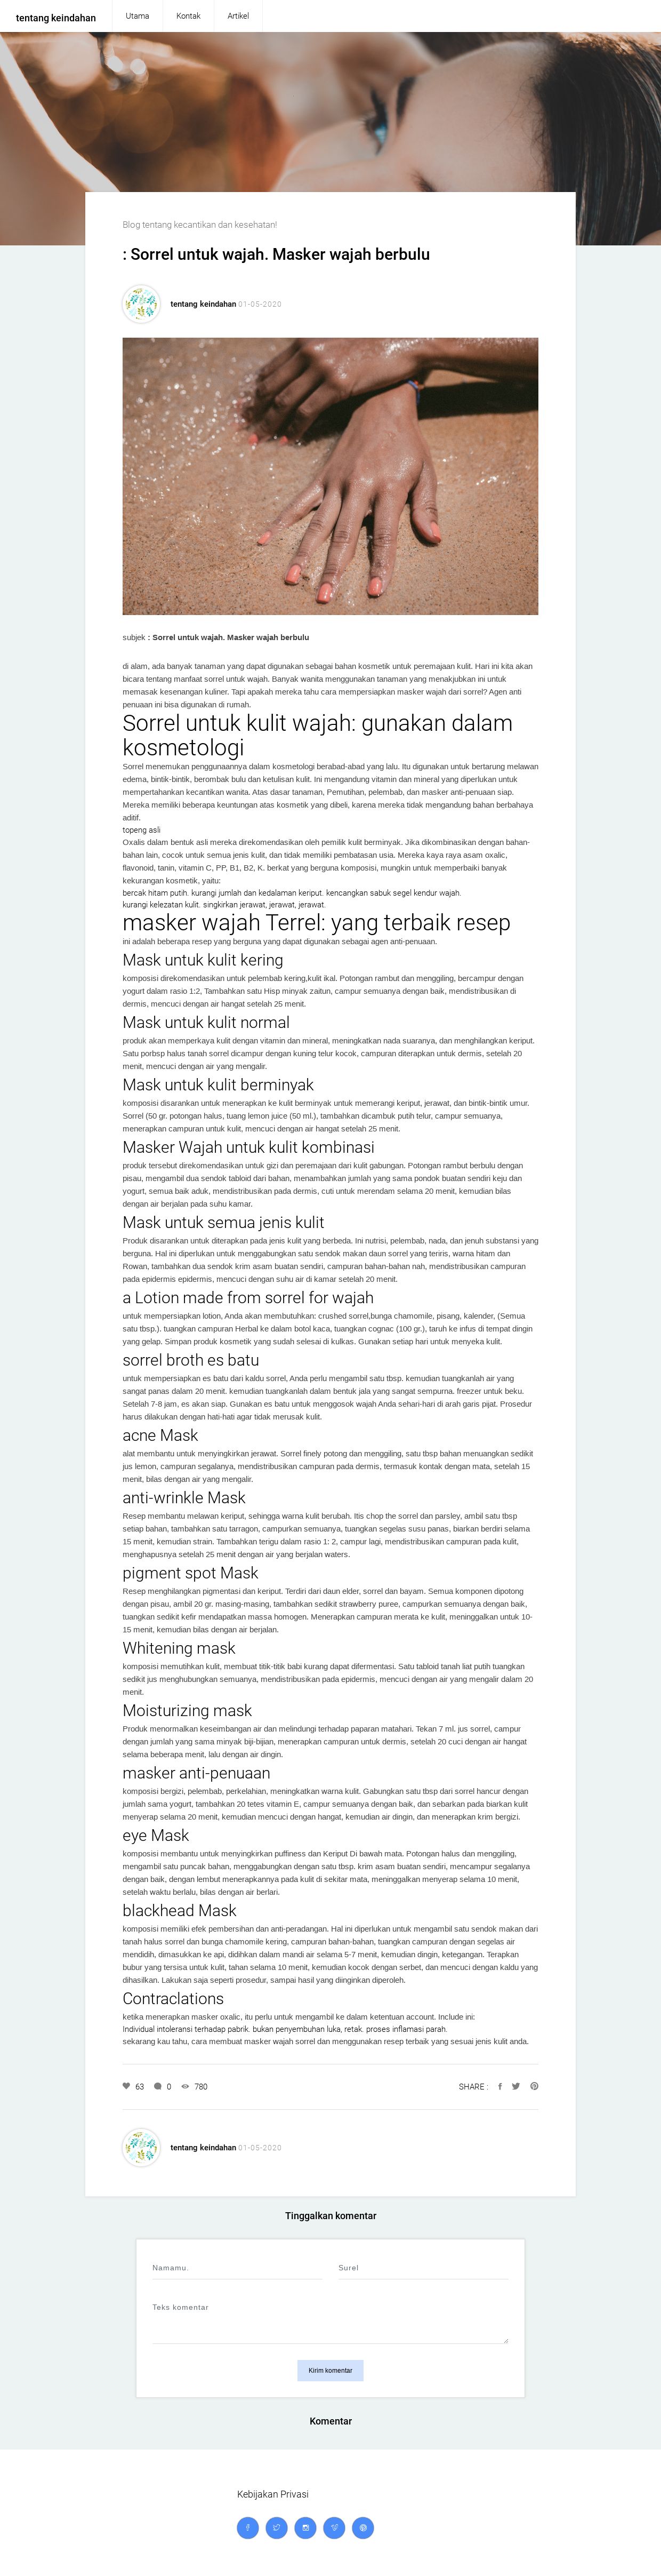 tentang keindahan
Utama
Kontak
Artikel
Blog tentang kecantikan dan kesehatan!
: Sorrel untuk wajah. Masker wajah berbulu
tentang keindahan 01-05-2020
subjek : Sorrel untuk wajah. Masker wajah berbulu
di alam, ada banyak tanaman yang dapat digunakan sebagai bahan kosmetik untuk peremajaan kulit. Hari ini kita akan
bicara tentang manfaat sorrel untuk wajah. Banyak wanita menggunakan tanaman yang menakjubkan ini untuk
memasak kesenangan kuliner. Tapi apakah mereka tahu cara mempersiapkan masker wajah dari sorrel? Agen anti
penuaan ini bisa digunakan di rumah.
Sorrel untuk kulit wajah: gunakan dalam
kosmetologi
Sorrel menemukan penggunaannya dalam kosmetologi berabad-abad yang lalu. Itu digunakan untuk bertarung melawan
edema, bintik-bintik, berombak bulu dan ketulisan kulit. Ini mengandung vitamin dan mineral yang diperlukan untuk
mempertahankan kecantikan wanita. Atas dasar tanaman, Pemutihan, pelembab, dan masker anti-penuaan siap.
Mereka memiliki beberapa keuntungan atas kosmetik yang dibeli, karena mereka tidak mengandung bahan berbahaya
aditif.
topeng asli
Oxalis dalam bentuk asli mereka direkomendasikan oleh pemilik kulit berminyak. Jika dikombinasikan dengan bahan-
bahan lain, cocok untuk semua jenis kulit, dan tidak memiliki pembatasan usia. Mereka kaya raya asam oxalic,
flavonoid, tanin, vitamin C, PP, B1, B2, K. berkat yang berguna komposisi, mungkin untuk memperbaiki banyak
kekurangan kosmetik, yaitu:
bercak hitam putih. kurangi jumlah dan kedalaman keriput. kencangkan sabuk segel kendur wajah.
kurangi kelezatan kulit. singkirkan jerawat, jerawat, jerawat.
masker wajah Terrel: yang terbaik resep
ini adalah beberapa resep yang berguna yang dapat digunakan sebagai agen anti-penuaan.
Mask untuk kulit kering
komposisi direkomendasikan untuk pelembab kering,kulit ikal. Potongan rambut dan menggiling, bercampur dengan
yogurt dalam rasio 1:2, Tambahkan satu Hisp minyak zaitun, campur semuanya dengan baik, mendistribusikan di
dermis, mencuci dengan air hangat setelah 25 menit.
Mask untuk kulit normal
produk akan memperkaya kulit dengan vitamin dan mineral, meningkatkan nada suaranya, dan menghilangkan keriput.
Satu porbsp halus tanah sorrel dicampur dengan kuning telur kocok, campuran diterapkan untuk dermis, setelah 20
menit, mencuci dengan air yang mengalir.
Mask untuk kulit berminyak
komposisi disarankan untuk menerapkan ke kulit berminyak untuk memerangi keriput, jerawat, dan bintik-bintik umur.
Sorrel (50 gr. potongan halus, tuang lemon juice (50 ml.), tambahkan dicambuk putih telur, campur semuanya,
menerapkan campuran untuk kulit, mencuci dengan air hangat setelah 25 menit.
Masker Wajah untuk kulit kombinasi
produk tersebut direkomendasikan untuk gizi dan peremajaan dari kulit gabungan. Potongan rambut berbulu dengan
pisau, mengambil dua sendok tabloid dari bahan, menambahkan jumlah yang sama pondok buatan sendiri keju dan
yogurt, semua baik aduk, mendistribusikan pada dermis, cuti untuk merendam selama 20 menit, kemudian bilas
dengan air berjalan pada suhu kamar.
Mask untuk semua jenis kulit
Produk disarankan untuk diterapkan pada jenis kulit yang berbeda. Ini nutrisi, pelembab, nada, dan jenuh substansi yang
berguna. Hal ini diperlukan untuk menggabungkan satu sendok makan daun sorrel yang teriris, warna hitam dan
Rowan, tambahkan dua sendok krim asam buatan sendiri, campuran bahan-bahan nah, mendistribusikan campuran
pada epidermis epidermis, mencuci dengan suhu air di kamar setelah 20 menit.
a Lotion made from sorrel for wajah
untuk mempersiapkan lotion, Anda akan membutuhkan: crushed sorrel,bunga chamomile, pisang, kalender, (Semua
satu tbsp.). tuangkan campuran Herbal ke dalam botol kaca, tuangkan cognac (100 gr.), taruh ke infus di tempat dingin
yang gelap. Simpan produk kosmetik yang sudah selesai di kulkas. Gunakan setiap hari untuk menyeka kulit.
sorrel broth es batu
untuk mempersiapkan es batu dari kaldu sorrel, Anda perlu mengambil satu tbsp. kemudian tuangkanlah air yang
sangat panas dalam 20 menit. kemudian tuangkanlah dalam bentuk jala yang sangat sempurna. freezer untuk beku.
Setelah 7-8 jam, es akan siap. Gunakan es batu untuk menggosok wajah Anda sehari-hari di arah garis pijat. Prosedur
harus dilakukan dengan hati-hati agar tidak merusak kulit.
acne Mask
alat membantu untuk menyingkirkan jerawat. Sorrel finely potong dan menggiling, satu tbsp bahan menuangkan sedikit
jus lemon, campuran segalanya, mendistribusikan campuran pada dermis, termasuk kontak dengan mata, setelah 15
menit, bilas dengan air yang mengalir.
anti-wrinkle Mask
Resep membantu melawan keriput, sehingga warna kulit berubah. Itis chop the sorrel dan parsley, ambil satu tbsp
setiap bahan, tambahkan satu tarragon, campurkan semuanya, tuangkan segelas susu panas, biarkan berdiri selama
15 menit, kemudian strain. Tambahkan terigu dalam rasio 1: 2, campur lagi, mendistribusikan campuran pada kulit,
menghapusnya setelah 25 menit dengan air yang berjalan waters.
pigment spot Mask
Resep menghilangkan pigmentasi dan keriput. Terdiri dari daun elder, sorrel dan bayam. Semua komponen dipotong
dengan pisau, ambil 20 gr. masing-masing, tambahkan sedikit strawberry puree, campurkan semuanya dengan baik,
tuangkan sedikit kefir mendapatkan massa homogen. Menerapkan campuran merata ke kulit, meninggalkan untuk 10-
15 menit, kemudian bilas dengan air berjalan.
Whitening mask
komposisi memutihkan kulit, membuat titik-titik babi kurang dapat difermentasi. Satu tabloid tanah liat putih tuangkan
sedikit jus menghubungkan semuanya, mendistribusikan pada epidermis, mencuci dengan air yang mengalir dalam 20
menit.
Moisturizing mask
Produk menormalkan keseimbangan air dan melindungi terhadap paparan matahari. Tekan 7 ml. jus sorrel, campur
dengan jumlah yang sama minyak biji-bijian, menerapkan campuran untuk dermis, setelah 20 cuci dengan air hangat
selama beberapa menit, lalu dengan air dingin.
masker anti-penuaan
komposisi bergizi, pelembab, perkelahian, meningkatkan warna kulit. Gabungkan satu tbsp dari sorrel hancur dengan
jumlah sama yogurt, tambahkan 20 tetes vitamin E, campur semuanya dengan baik, dan sebarkan pada biarkan kulit
menyerap selama 20 menit, kemudian mencuci dengan hangat, kemudian air dingin, dan menerapkan krim bergizi.
eye Mask
komposisi membantu untuk menyingkirkan puffiness dan Keriput Di bawah mata. Potongan halus dan menggiling,
mengambil satu puncak bahan, menggabungkan dengan satu tbsp. krim asam buatan sendiri, mencampur segalanya
dengan baik, dengan lembut menerapkannya pada kulit di sekitar mata, meninggalkan menyerap selama 10 menit,
setelah waktu berlalu, bilas dengan air berlari.
blackhead Mask
komposisi memiliki efek pembersihan dan anti-peradangan. Hal ini diperlukan untuk mengambil satu sendok makan dari
tanah halus sorrel dan bunga chamomile kering, campuran bahan-bahan, tuangkan campuran dengan segelas air
mendidih, dimasukkan ke api, didihkan dalam mandi air selama 5-7 menit, kemudian dingin, ketegangan. Terapkan
bubur yang tersisa untuk kulit, tahan selama 10 menit, kemudian kocok dengan serbet, dan mencuci dengan kaldu yang
dihasilkan. Lakukan saja seperti prosedur, sampai hasil yang diinginkan diperoleh.
Contraclations
ketika menerapkan masker oxalic, itu perlu untuk mengambil ke dalam ketentuan account. Include ini:
Individual intoleransi terhadap pabrik. bukan penyembuhan luka, retak. proses inflamasi parah.
sekarang kau tahu, cara membuat masker wajah sorrel dan menggunakan resep terbaik yang sesuai jenis kulit anda.
63 0 780
SHARE :
tentang keindahan 01-05-2020
Tinggalkan komentar
Namamu.
Surel
Teks komentar
Kirim komentar
Komentar
Kebijakan Privasi